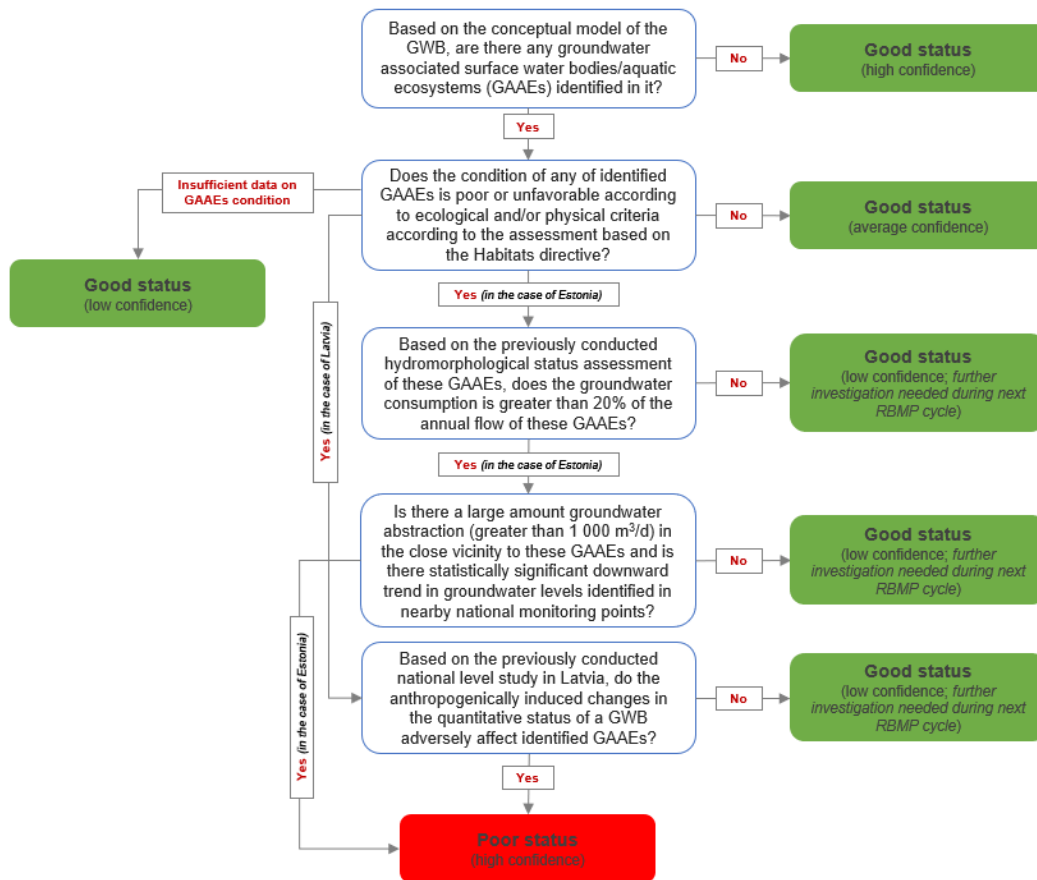 Based on the conceptual model of the
GWB, are there any groundwater
associated surface water bodies/aquatic
ecosystems (GAAEs) identified in it?
No
Good status
(high confidence)
Yes
Does the condition of any of identified
GAAEs is poor or unfavorable according
to ecological and/or physical criteria
according to the assessment based on
the Habitats directive?
Insufficient data on
GAAEs condition
Good status
(low confidence)
No
Good status
(average confidence)
Yes (in the case of Latvia)
Yes (in the case of Estonia)
Based on the previously conducted
hydromorphological status assessment
of these GAAEs, does the groundwater
consumption is greater than 20% of the
annual flow of these GAAEs?
No
Good status
(low confidence; further
investigation needed during next
RBMP cycle)
Yes (in the case of Estonia)
Is there a large amount groundwater
abstraction (greater than 1 000 m³/d) in
the close vicinity to these GAAEs and is
there statistically significant downward
trend in groundwater levels identified in
nearby national monitoring points?
No
Good status
(low confidence; further
investigation needed during next
RBMP cycle)
Yes (in the case of Estonia)
Based on the previously conducted
national level study in Latvia, do the
anthropogenically induced changes in
the quantitative status of a GWB
adversely affect identified GAAEs?
No
Good status
(low confidence; further
investigation needed during next
RBMP cycle)
Yes
Poor status
(high confidence)